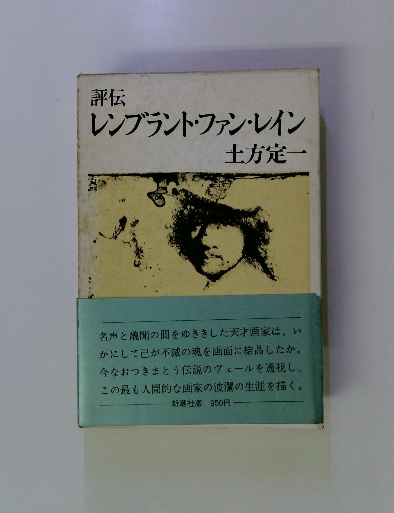 評伝
レンブラント・ファン・レイン
土方定一
名声と醜聞の間をゆききした天才画家は、い
かにして己が不滅の魂を画面に結晶したか。
今なおつきまとう伝説のヴェールを透視し、
この最も人間的な画家の波瀾の生涯を描く。
新潮社版 950円